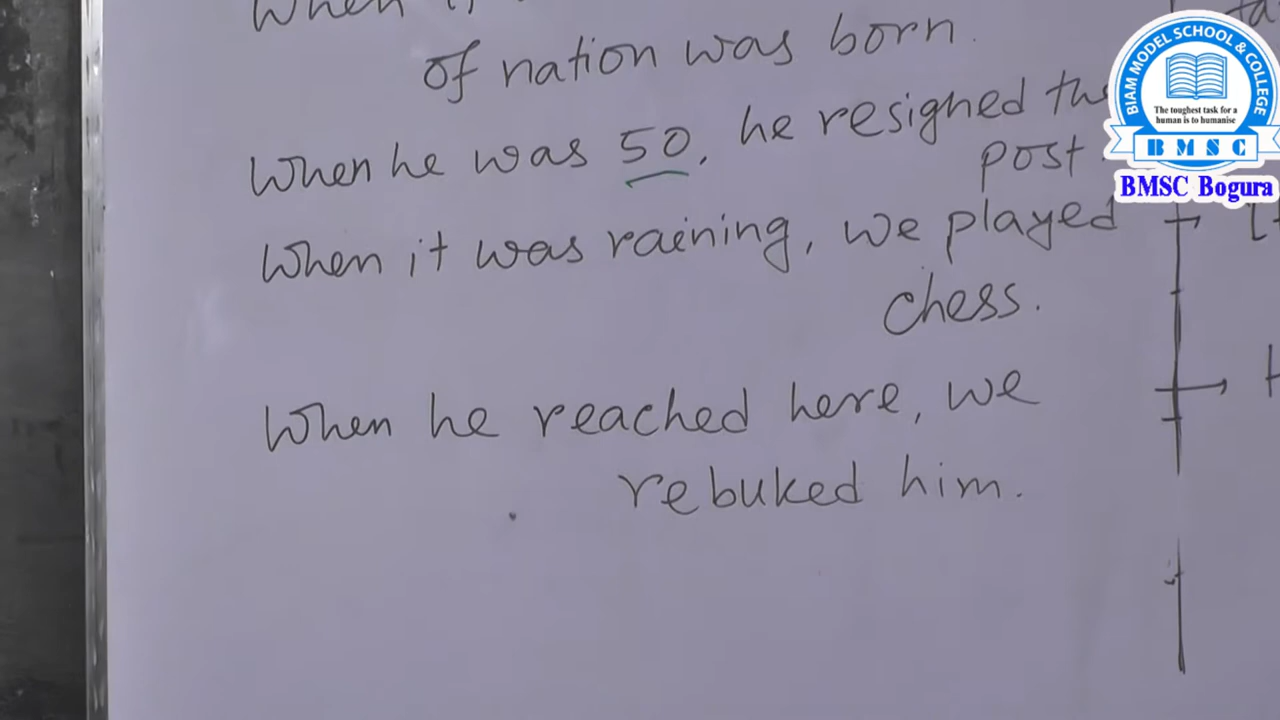 When it
of nation was born.
When he was 50, he resigned the
post.
When it was raining, we played
chess.
When he reached here, we
rebuked him.
BIAM MODEL SCHOOL & COLLEGE
The toughest task for a
human is to humanise
BMSC
BMSC Bogura